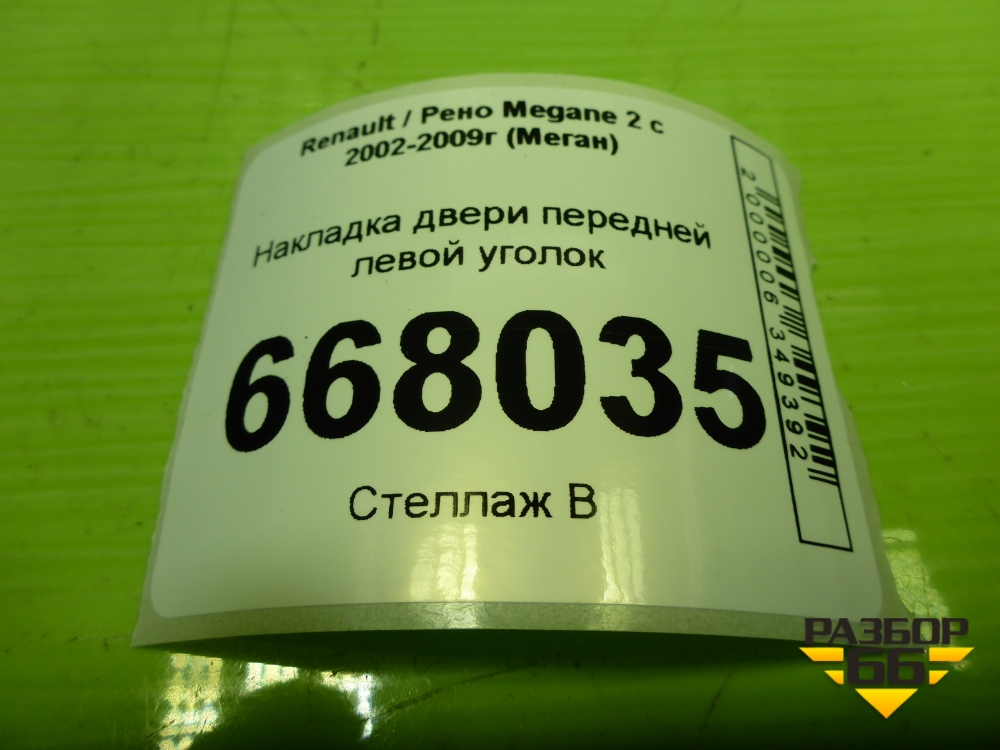 Renault / Рено Megane 2 с
2002-2009г (Меган)
Накладка двери передней
левой уголок
668035
Стеллаж В
2000006349392
РАЗБОР
66